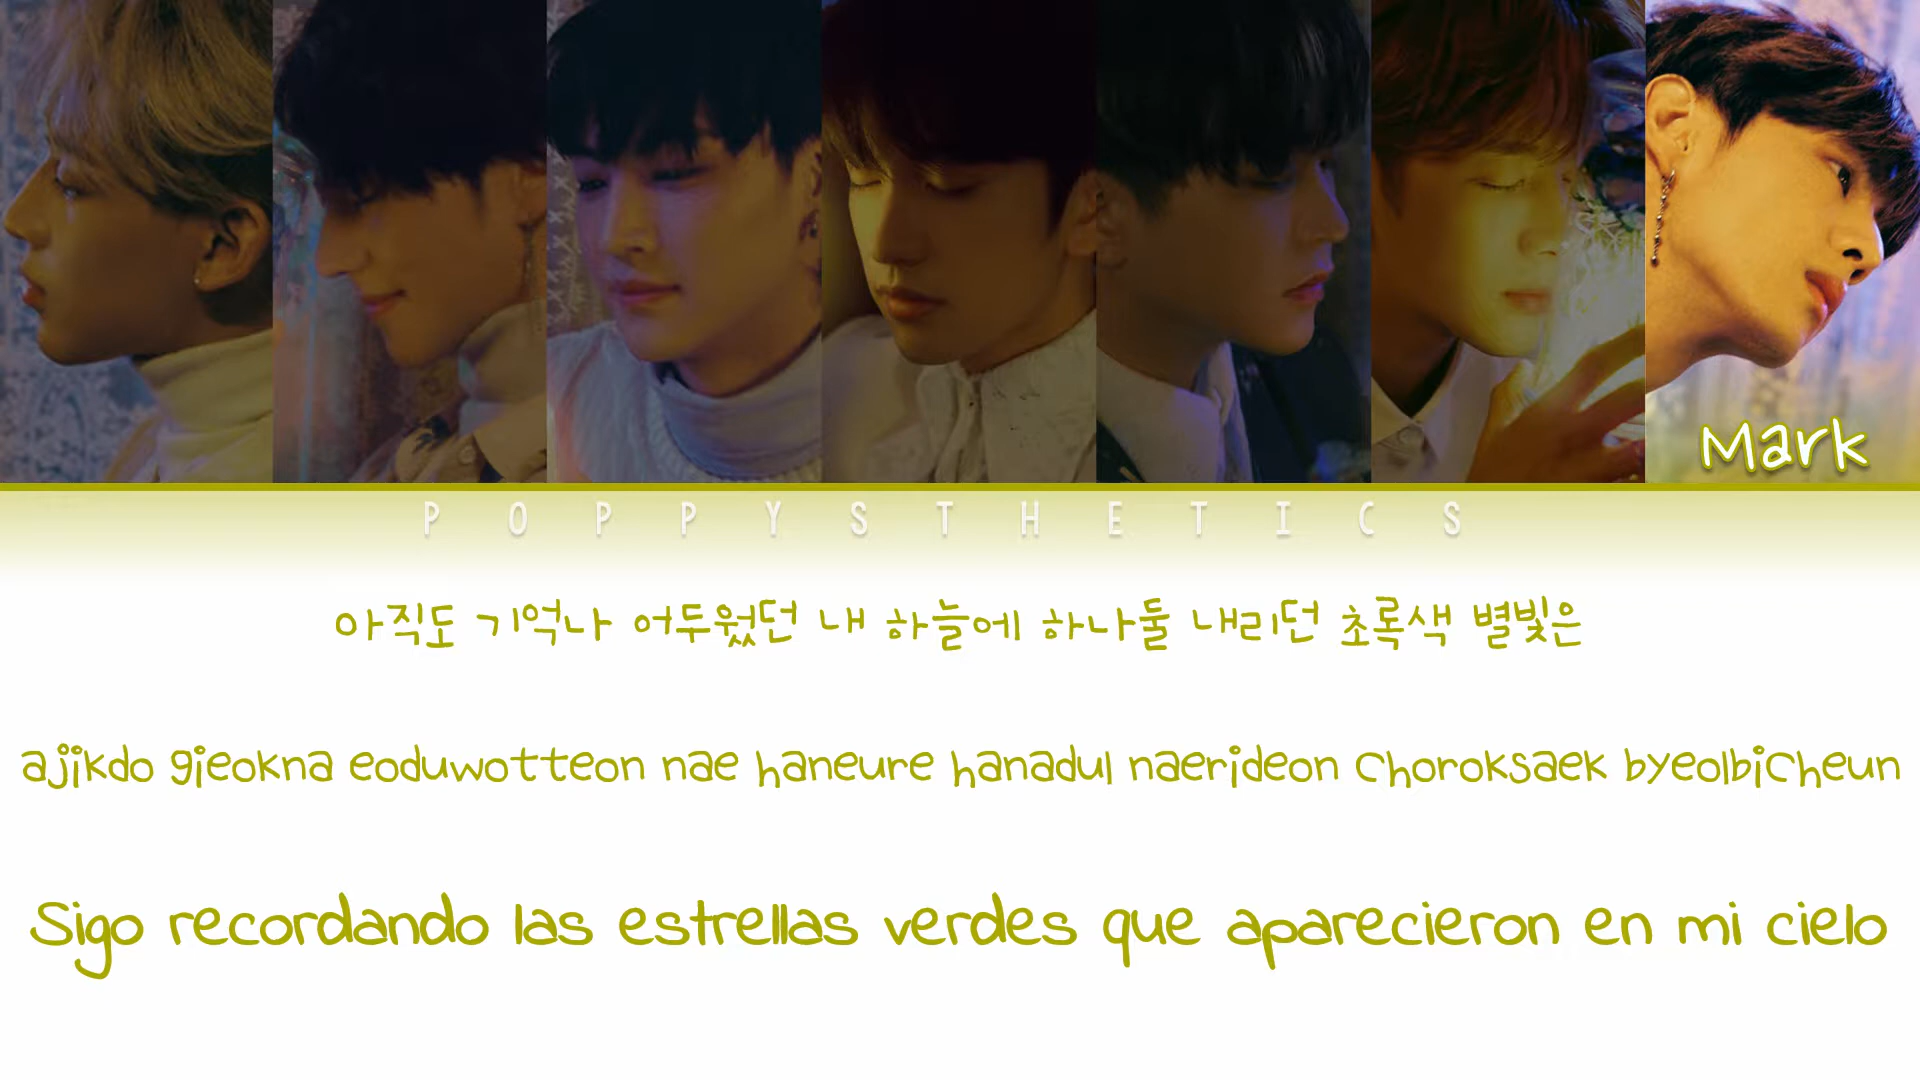 Mark
POPPYSTHETICS
아직도 기억나 어두웠던 내 하늘에 하나둘 내리던 초록색 별빛은
ajikdo gieokna eoduwotteon nae haneure hanadul naerideon choroksaek byeolbicheun
Sigo recordando las estrellas verdes que aparecieron en mi cielo